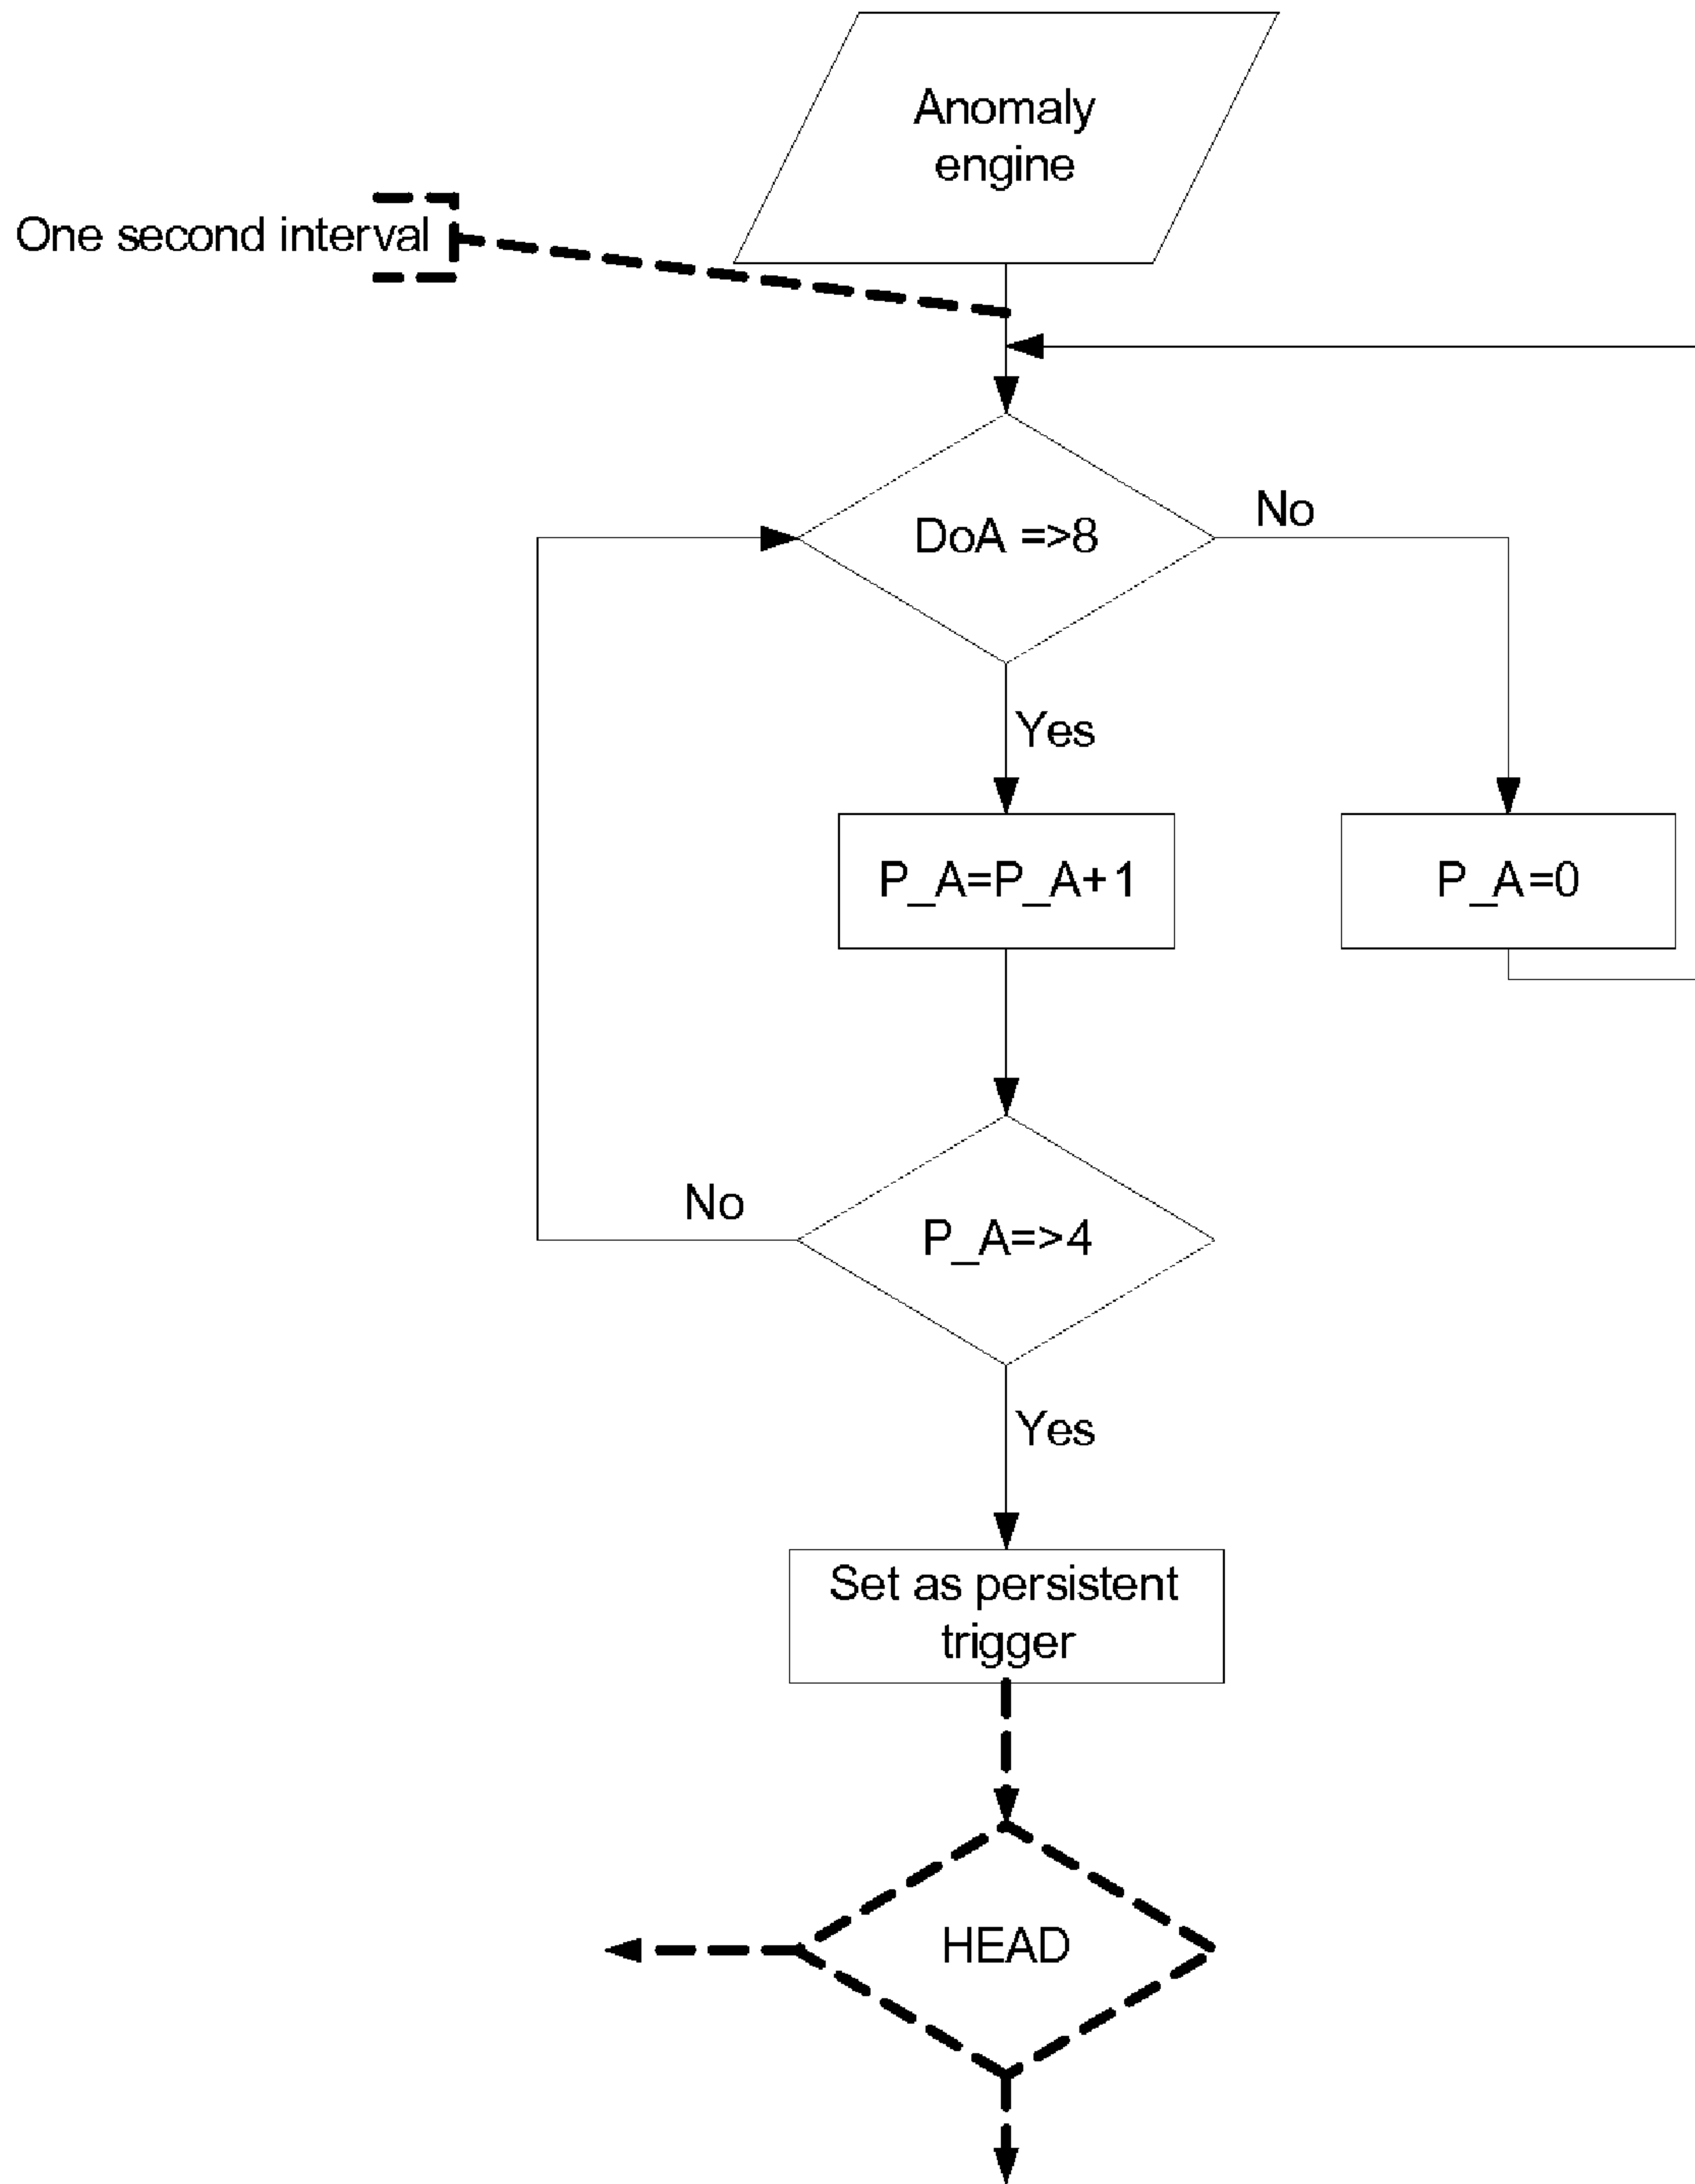 Anomaly
engine
One second interval
DoA =>8
No
Yes
P_A=P_A+1
P_A=0
No
P_A=>4
Yes
Set as persistent
trigger
HEAD